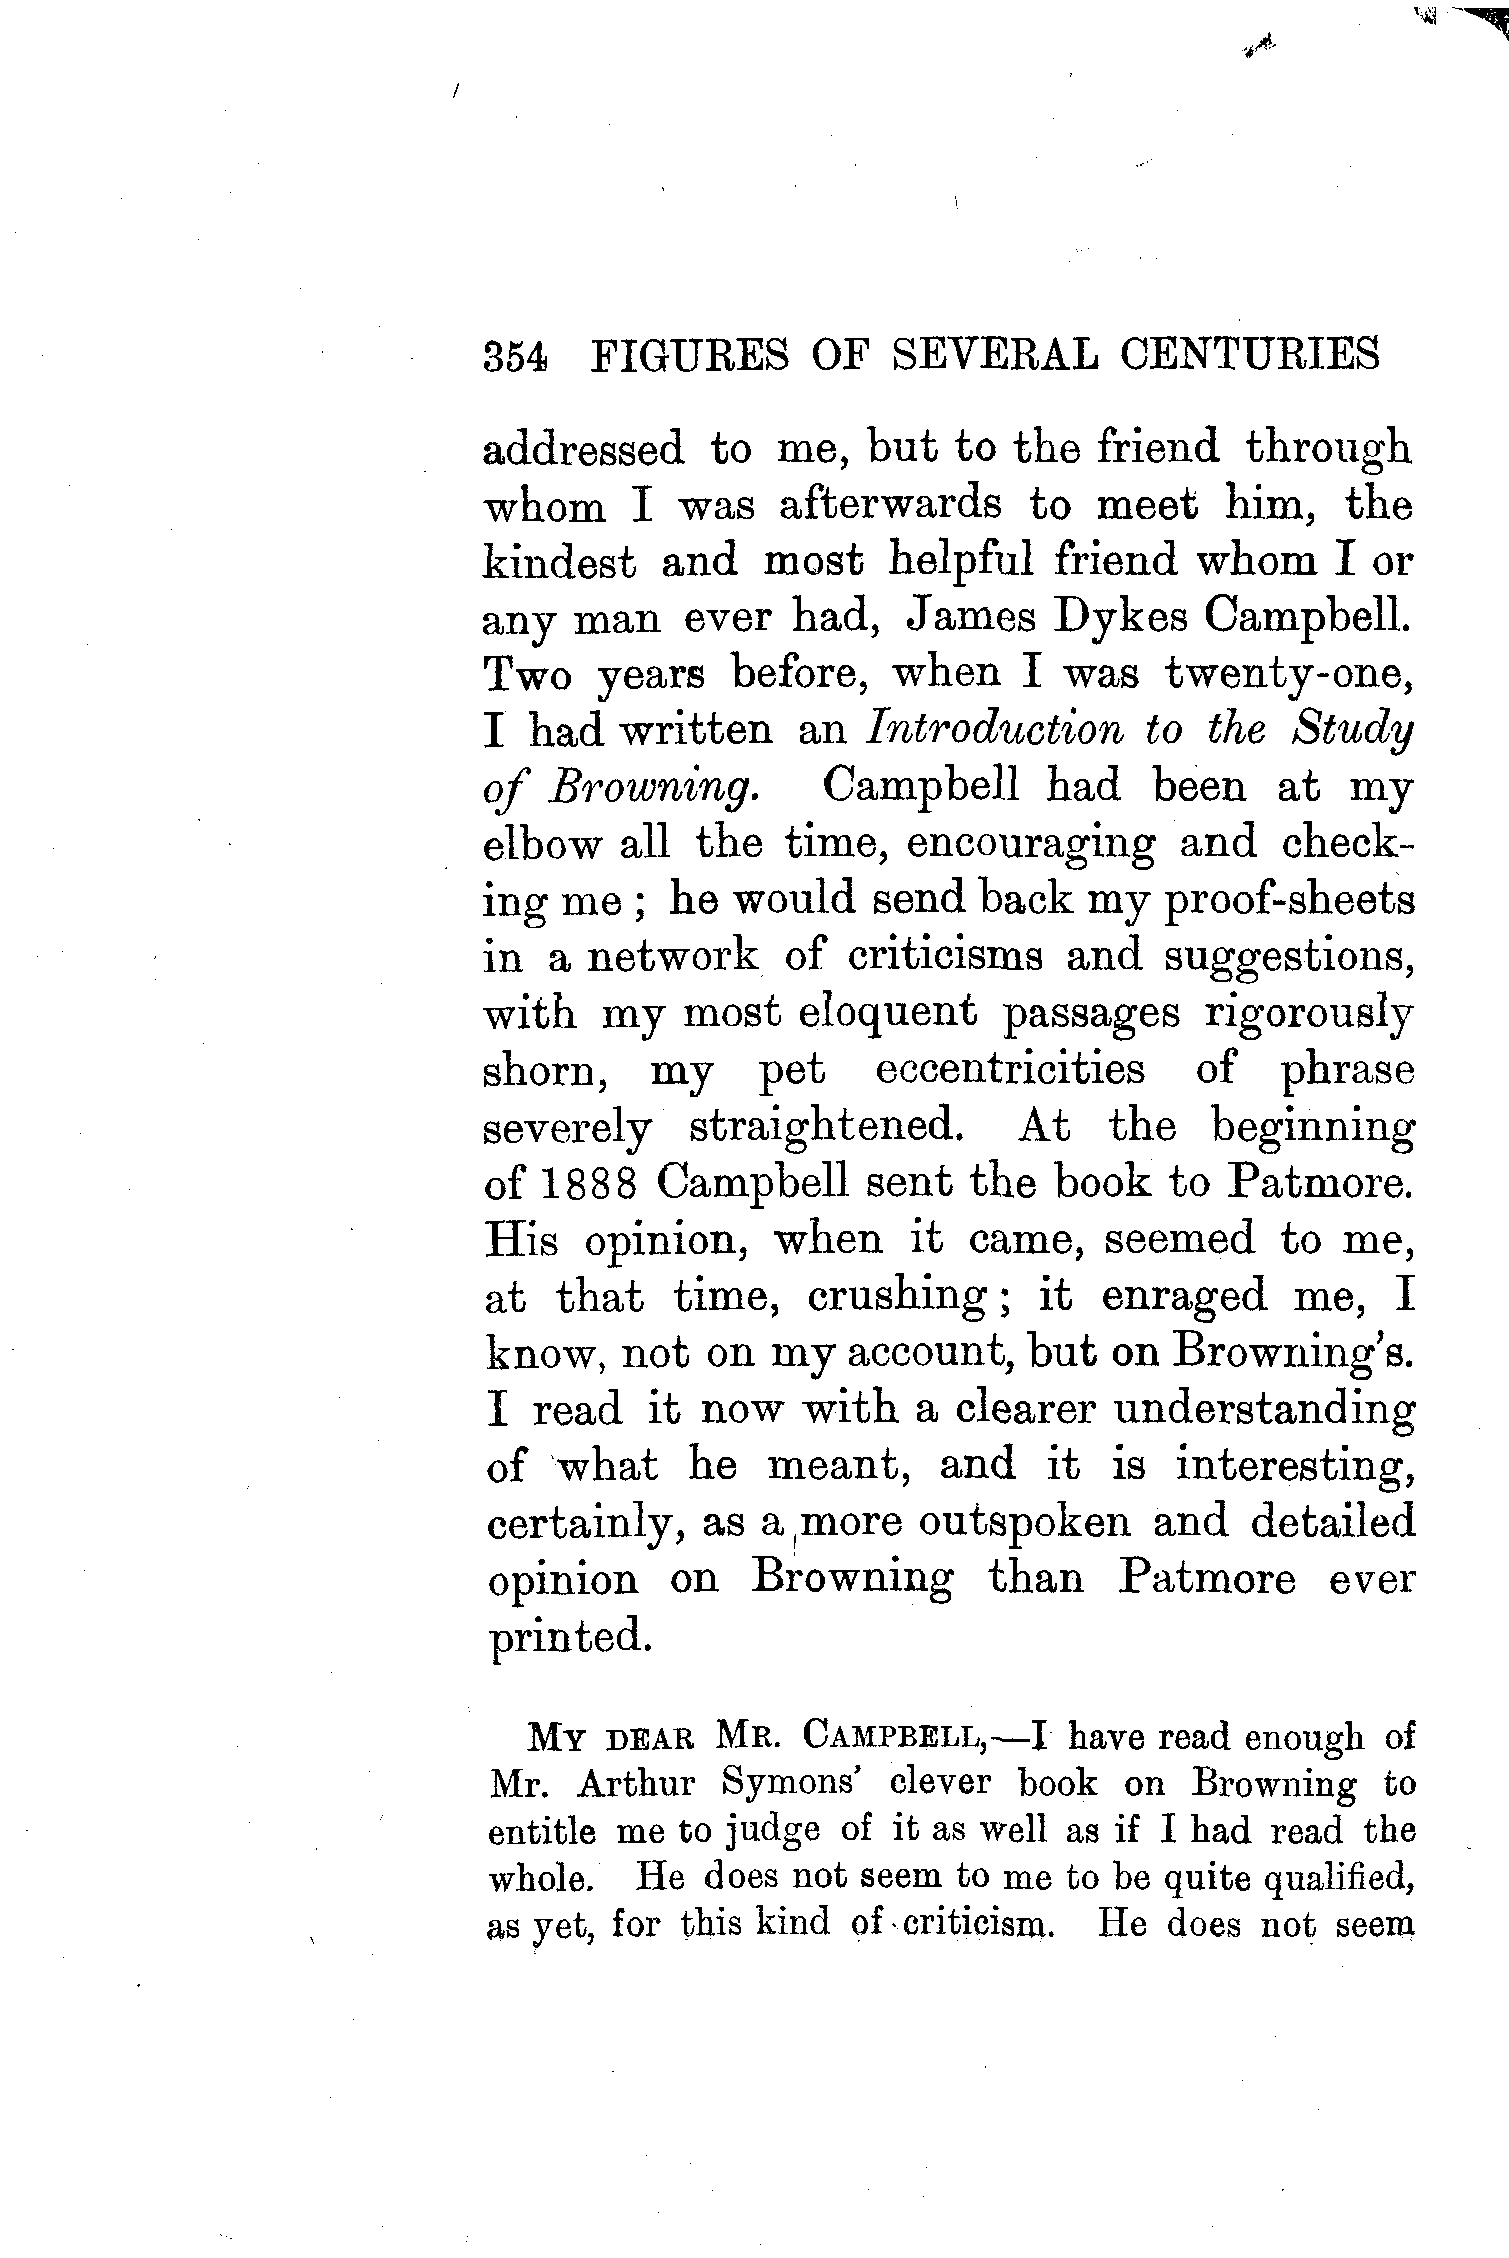 354 FIGURES OF SEVERAL CENTURIES
addressed to me, but to the friend through
whom I was afterwards to meet him, the
kindest and most helpful friend whom I or
any man ever had, James Dykes Campbell.
Two years before, when I was twenty-one,
I had written an Introduction to the Study
of Browning. Campbell had been at my
elbow all the time, encouraging and check-
ing me ; he would send back my proof-sheets
in a network of criticisms and suggestions,
with my most eloquent passages rigorously
shorn, my pet eccentricities of phrase
severely straightened. At the beginning
of 1888 Campbell sent the book to Patmore.
His opinion, when it came, seemed to me,
at that time, crushing ; it enraged me, I
know, not on my account, but on Browning's.
I read it now with a clearer understanding
of what he meant, and it is interesting,
certainly, as a more outspoken and detailed
opinion on Browning than Patmore ever
printed.
MY DEAR MR. CAMPBELL,—I have read enough of
Mr. Arthur Symons' clever book on Browning to
entitle me to judge of it as well as if I had read the
whole. He does not seem to me to be quite qualified,
as yet, for this kind of criticism. He does not seem